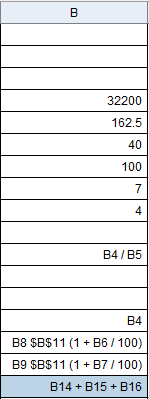 B
32200
162.5
40
100
7
4
B4 / B5
B4
B8 $B$11 (1 + B6 / 100)
B9 $B$11 (1 + B7 / 100)
B14 + B15 + B16